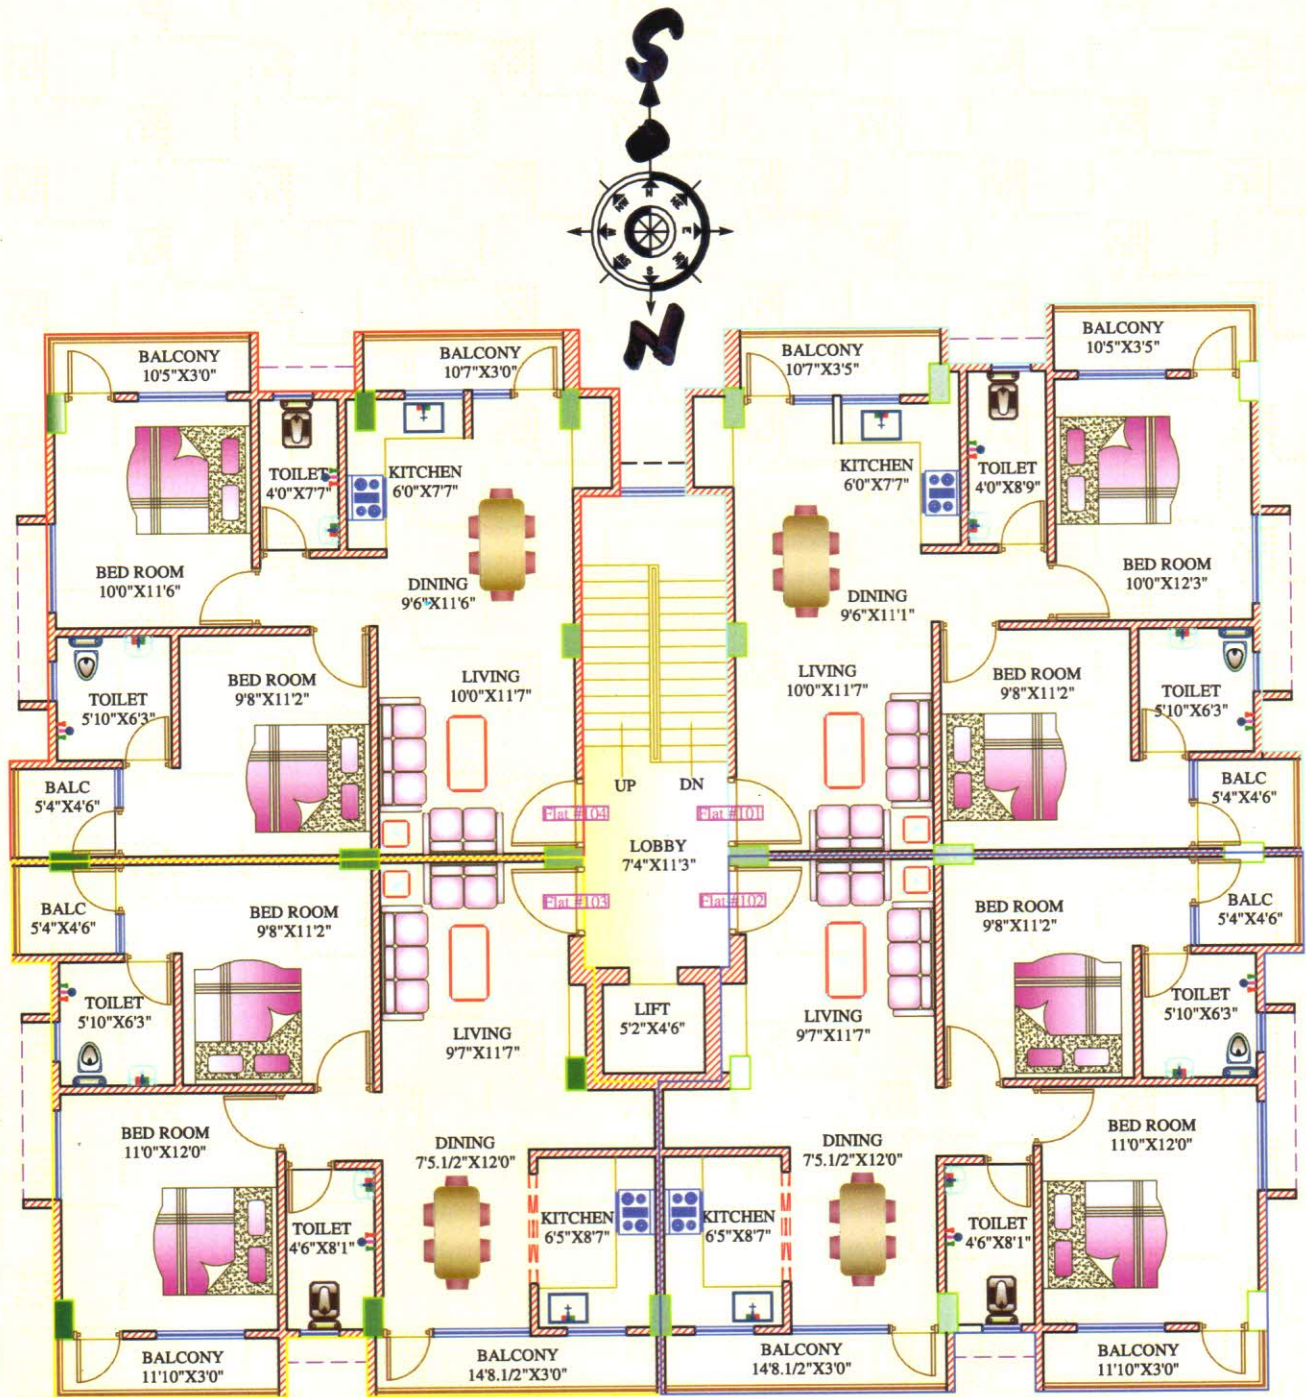 S
N
NE
E
SE
S
SW
W
NW
N
BALCONY
10'5"X3'0"
BALCONY
10'7"X3'0"
BALCONY
10'7"X3'5"
BALCONY
10'5"X3'5"
TOILET
4'0"X7'7"
KITCHEN
6'0"X7'7"
KITCHEN
6'0"X7'7"
TOILET
4'0"X8'9"
BED ROOM
10'0"X11'6"
DINING
9'6"X11'6"
DINING
9'6"X11'1"
BED ROOM
10'0"X12'3"
TOILET
5'10"X6'3"
BED ROOM
9'8"X11'2"
LIVING
10'0"X11'7"
LIVING
10'0"X11'7"
BED ROOM
9'8"X11'2"
TOILET
5'10"X6'3"
BALC
5'4"X4'6"
UP
DN
BALC
5'4"X4'6"
Flat #104
Flat #101
LOBBY
7'4"X11'3"
Flat #103
Flat #102
BALC
5'4"X4'6"
BED ROOM
9'8"X11'2"
BED ROOM
9'8"X11'2"
BALC
5'4"X4'6"
TOILET
5'10"X6'3"
LIVING
9'7"X11'7"
LIFT
5'2"X4'6"
LIVING
9'7"X11'7"
TOILET
5'10"X6'3"
BED ROOM
11'0"X12'0"
DINING
7'5.1/2"X12'0"
DINING
7'5.1/2"X12'0"
BED ROOM
11'0"X12'0"
TOILET
4'6"X8'1"
KITCHEN
6'5"X8'7"
KITCHEN
6'5"X8'7"
TOILET
4'6"X8'1"
BALCONY
11'10"X3'0"
BALCONY
14'8.1/2"X3'0"
BALCONY
14'8.1/2"X3'0"
BALCONY
11'10"X3'0"